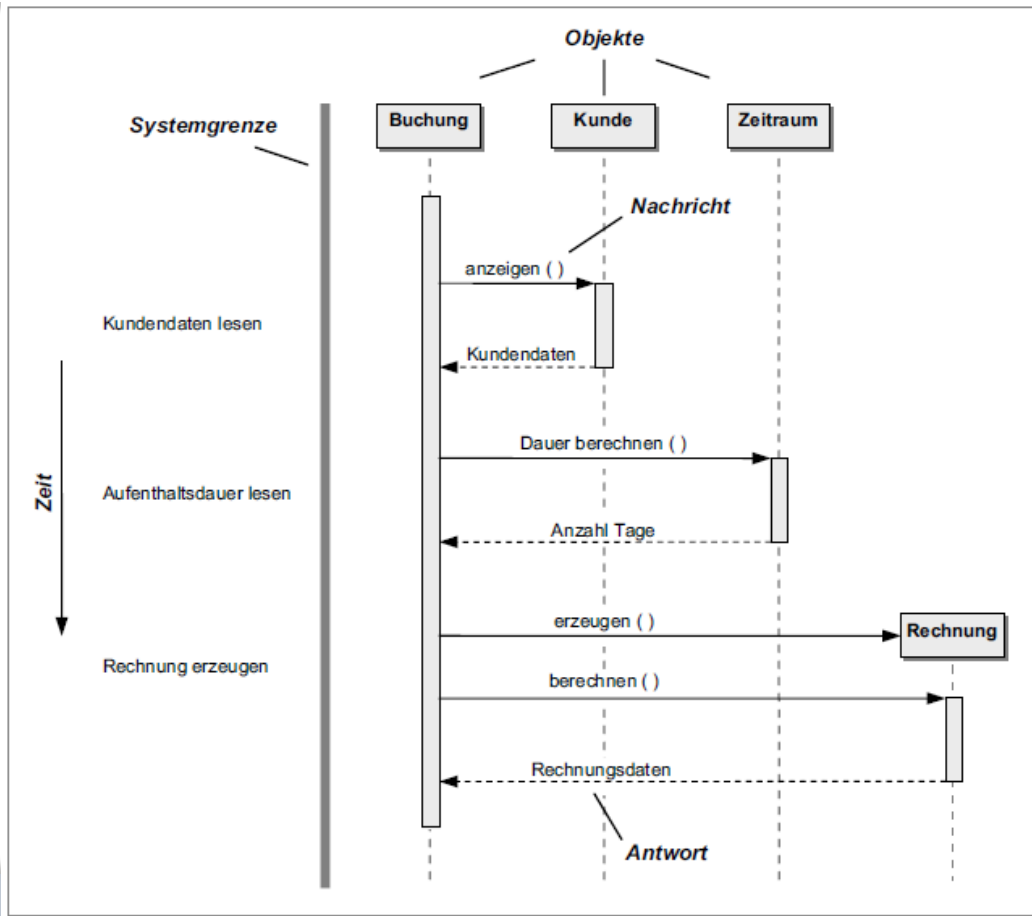 Objekte
Systemgrenze
Buchung
Kunde
Zeitraum
Nachricht
anzeigen ( )
Kundendaten lesen
Kundendaten
Dauer berechnen ( )
Zeit
Aufenthaltsdauer lesen
Anzahl Tage
erzeugen ( )
Rechnung
Rechnung erzeugen
berechnen ( )
Rechnungsdaten
Antwort